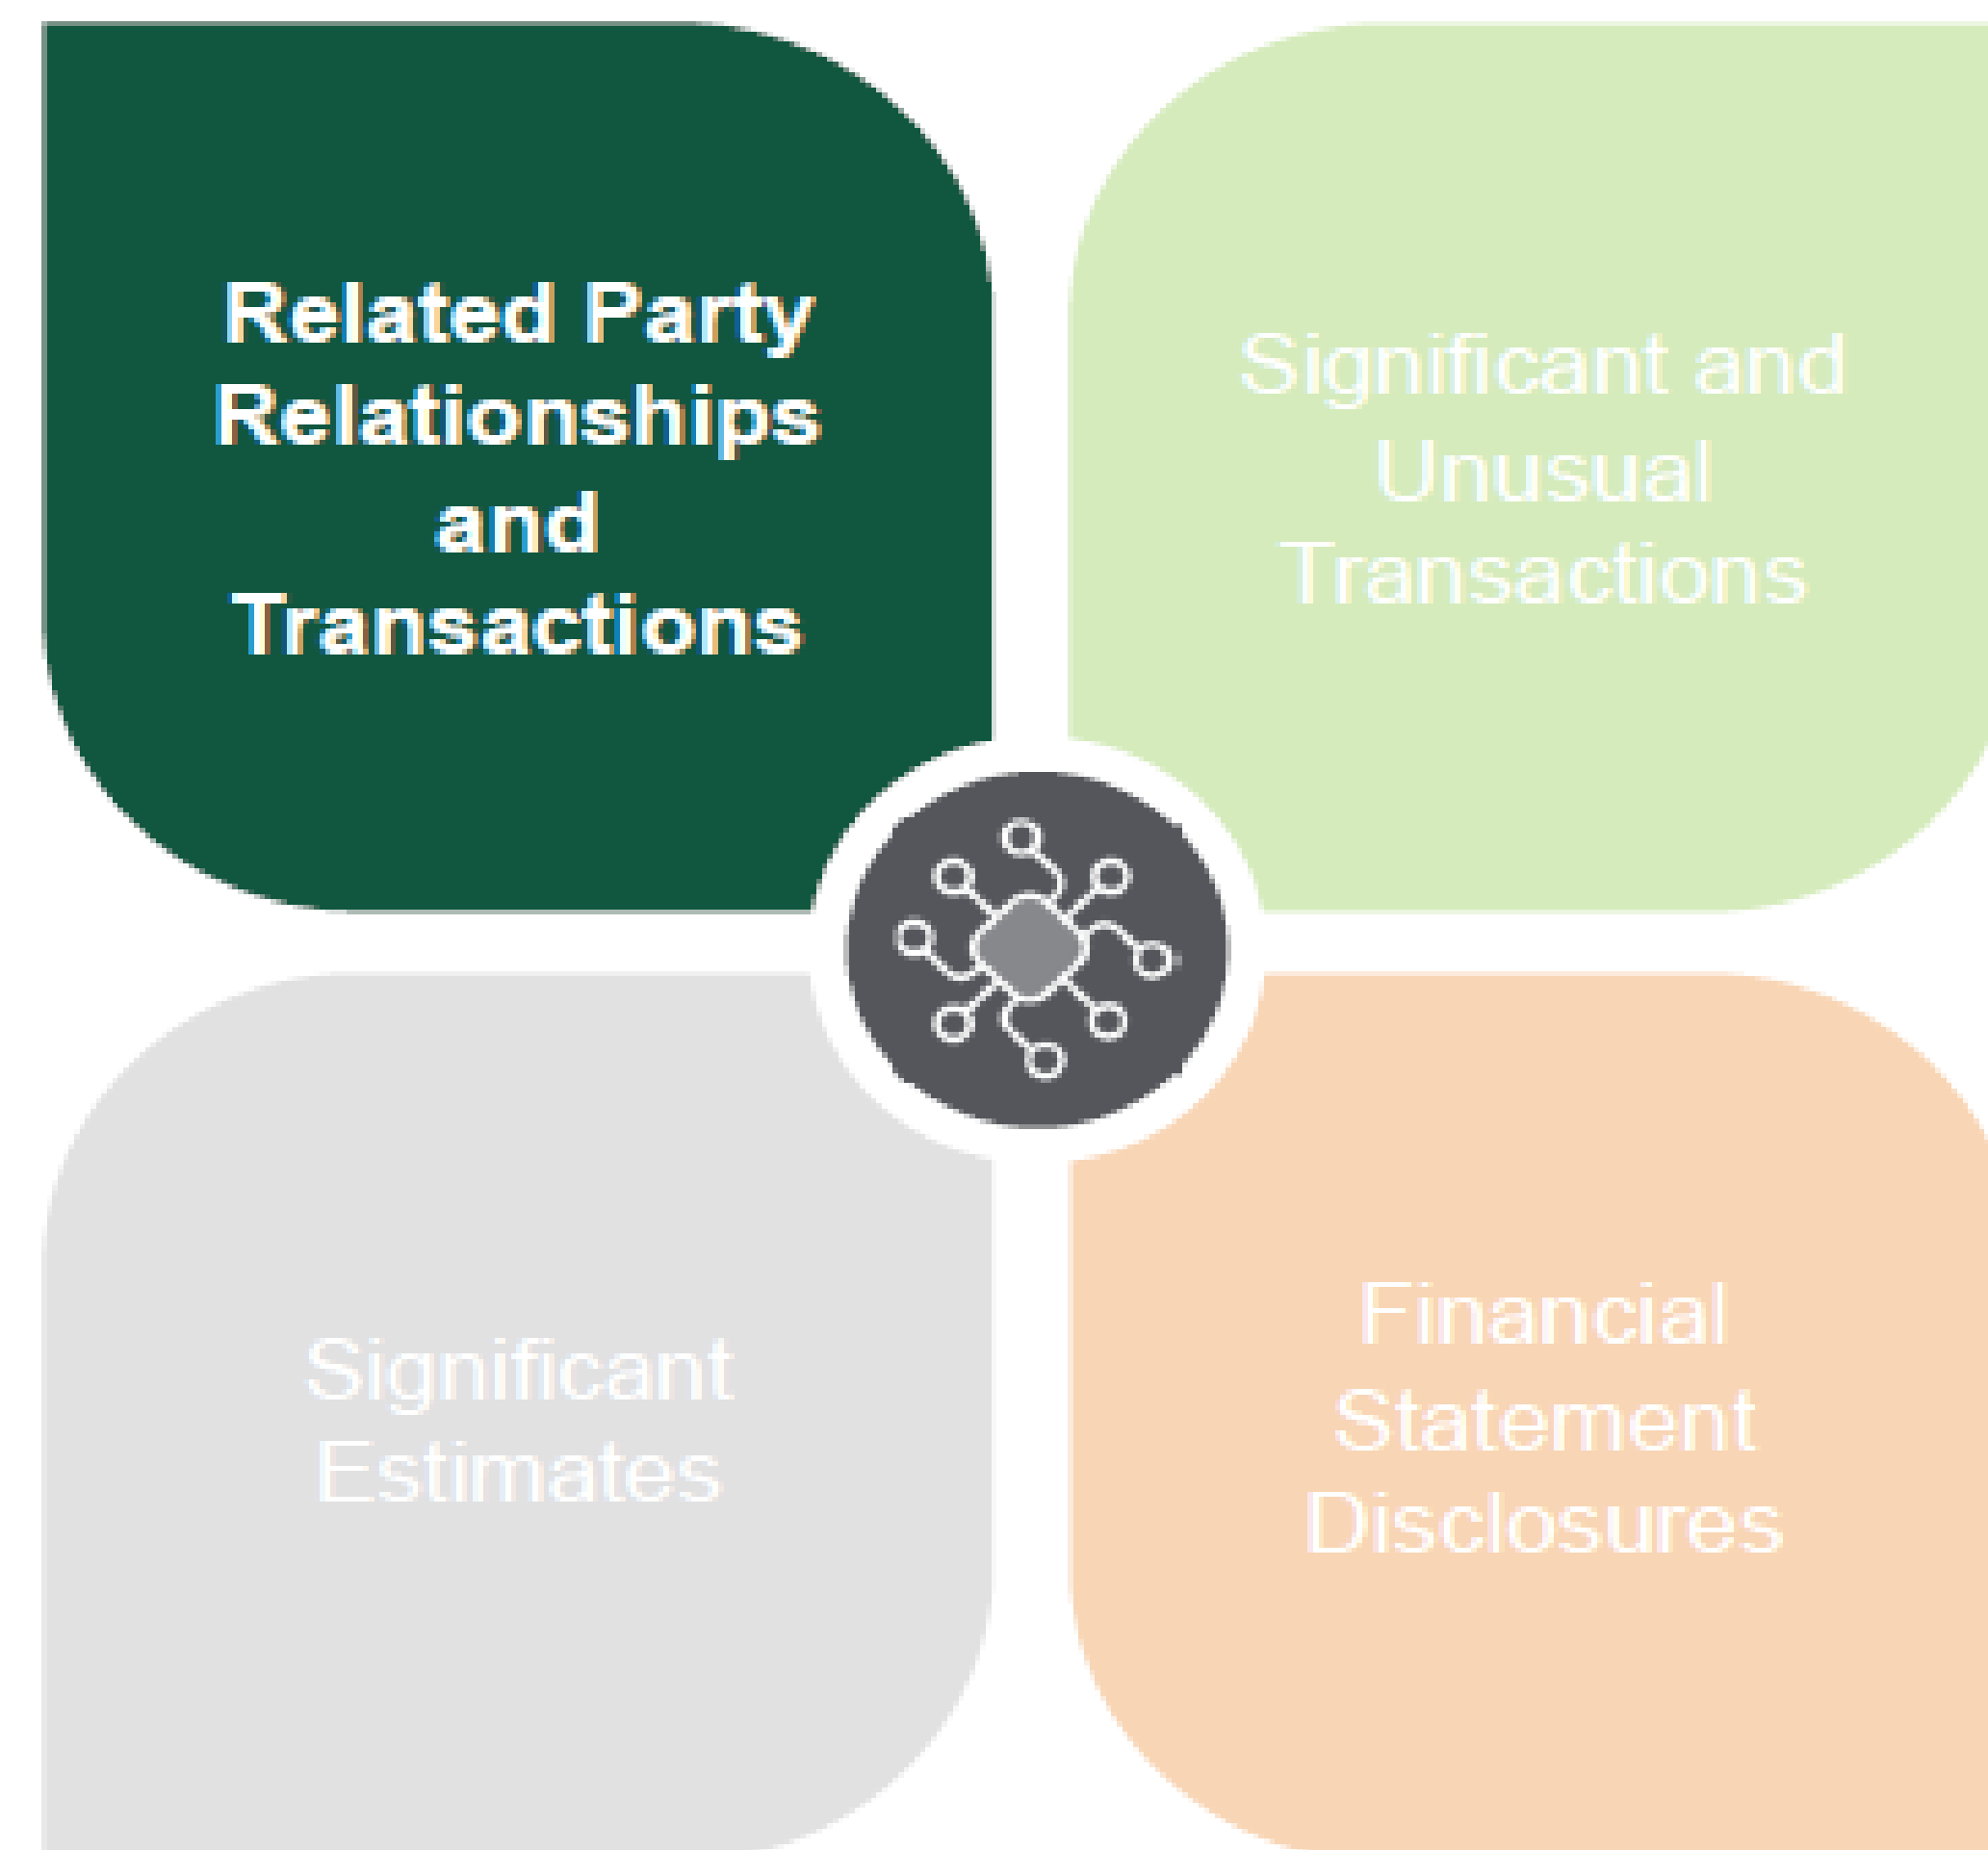 Related Party
Relationships
and
Transactions
Significant and
Unusual
Transactions
Significant
Estimates
Financial
Statement
Disclosures